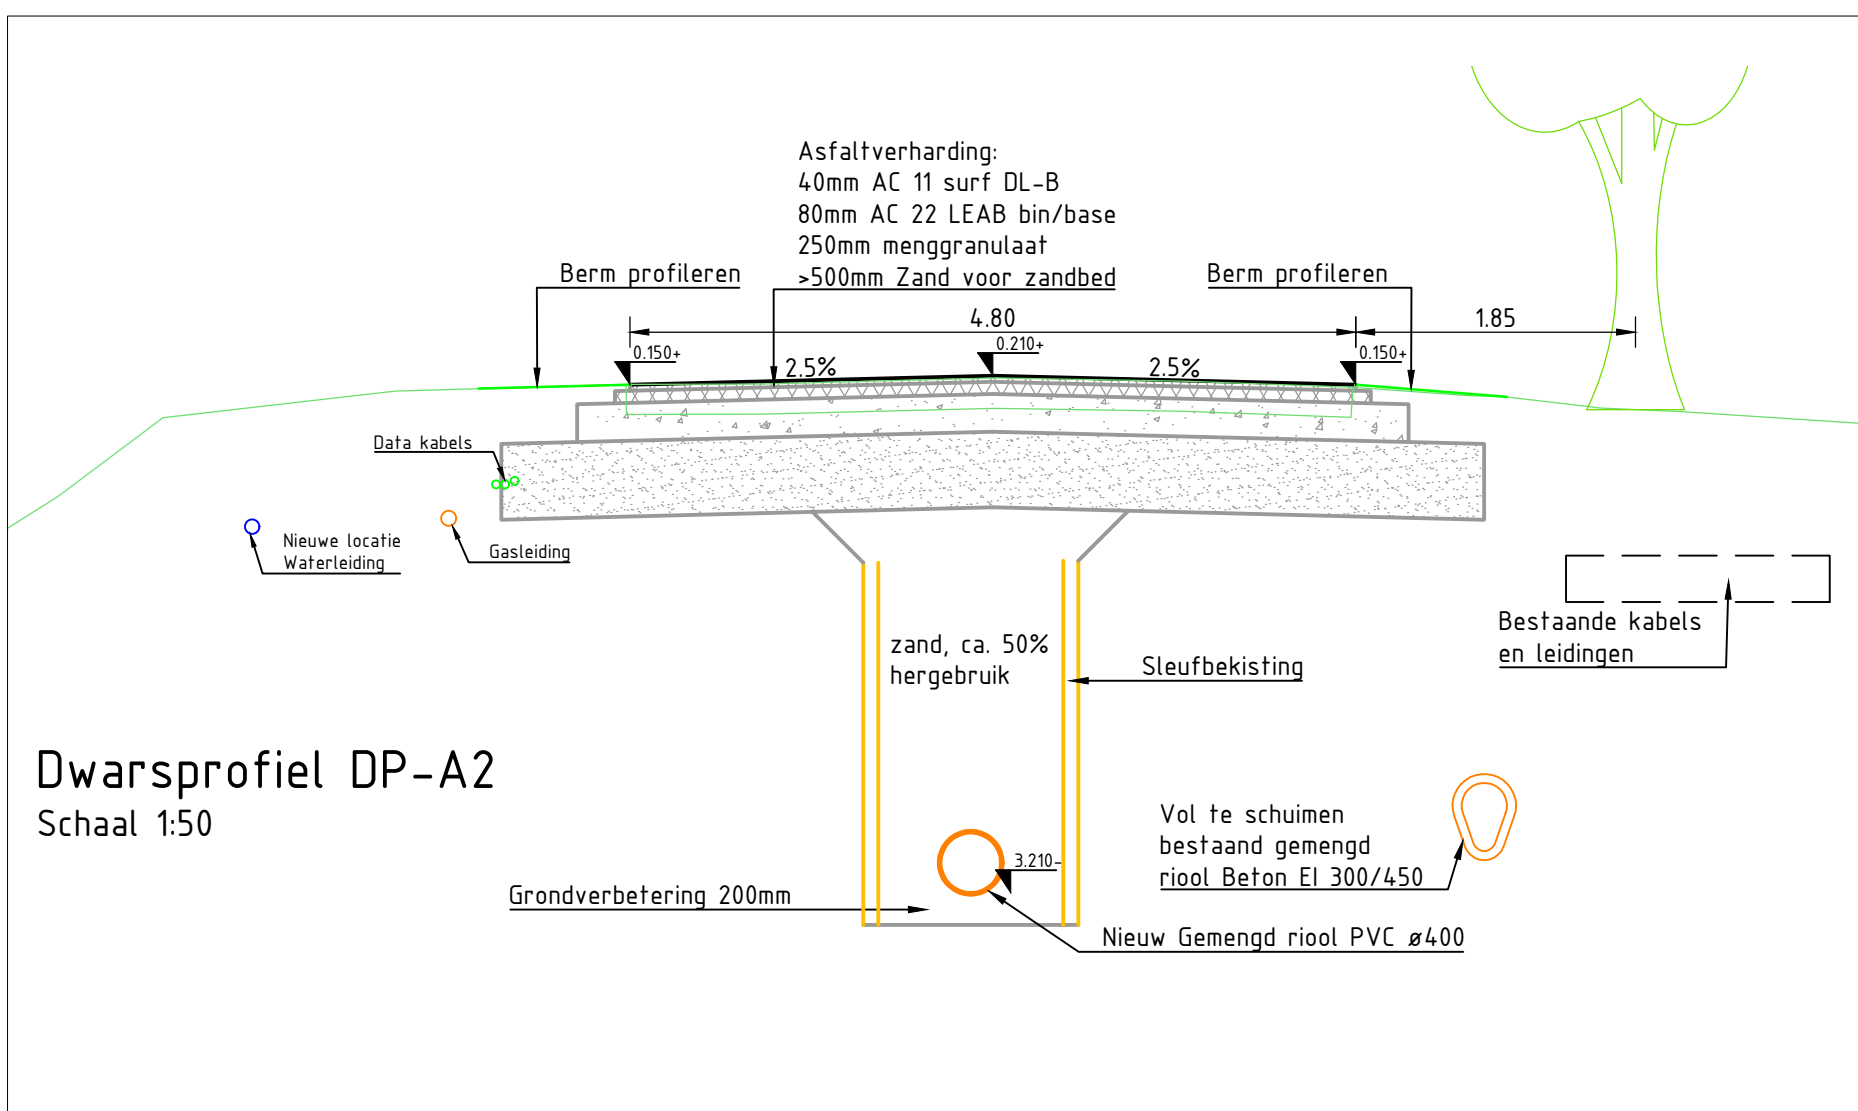 Asfaltverharding:
40mm AC 11 surf DL-B
80mm AC 22 LEAB bin/base
250mm menggranulaat
>500mm Zand voor zandbed
Berm profileren
Berm profileren
4.80
1.85
0.150+
0.210+
0.150+
2.5%
2.5%
Data kabels
Nieuwe locatie
Waterleiding
Gasleiding
zand, ca. 50%
hergebruik
Sleufbekisting
Bestaande kabels
en leidingen
Dwarsprofiel DP-A2
Schaal 1:50
Vol te schuimen
bestaand gemengd
riool Beton EI 300/450
3.210-
Grondverbetering 200mm
Nieuw Gemengd riool PVC ø400